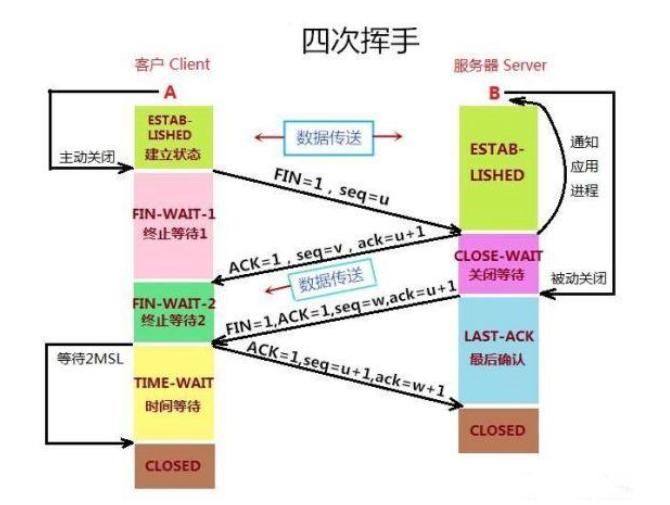 四次挥手
客户 Client
服务器 Server
A
B
ESTAB-
LISHED
建立状态
数据传送
ESTAB-
LISHED
通知
应用
进程
主动关闭
FIN=1，seq=u
FIN-WAIT-1
终止等待1
ACK=1，seq=v，ack=u+1
CLOSE-WAIT
关闭等待
数据传送
被动关闭
FIN-WAIT-2
终止等待2
FIN=1,ACK=1,seq=w,ack=u+1
LAST-ACK
最后确认
等待2MSL
ACK=1,seq=u+1,ack=w+1
TIME-WAIT
时间等待
CLOSED
CLOSED